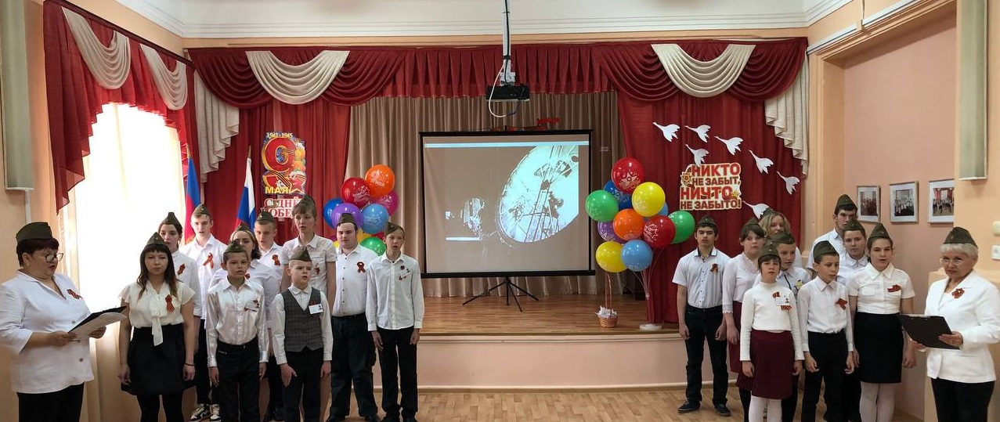 1941-1945
9
МАЯ
НИКТО
НЕ ЗАБЫТ,
НИЧТО
НЕ ЗАБЫТО!